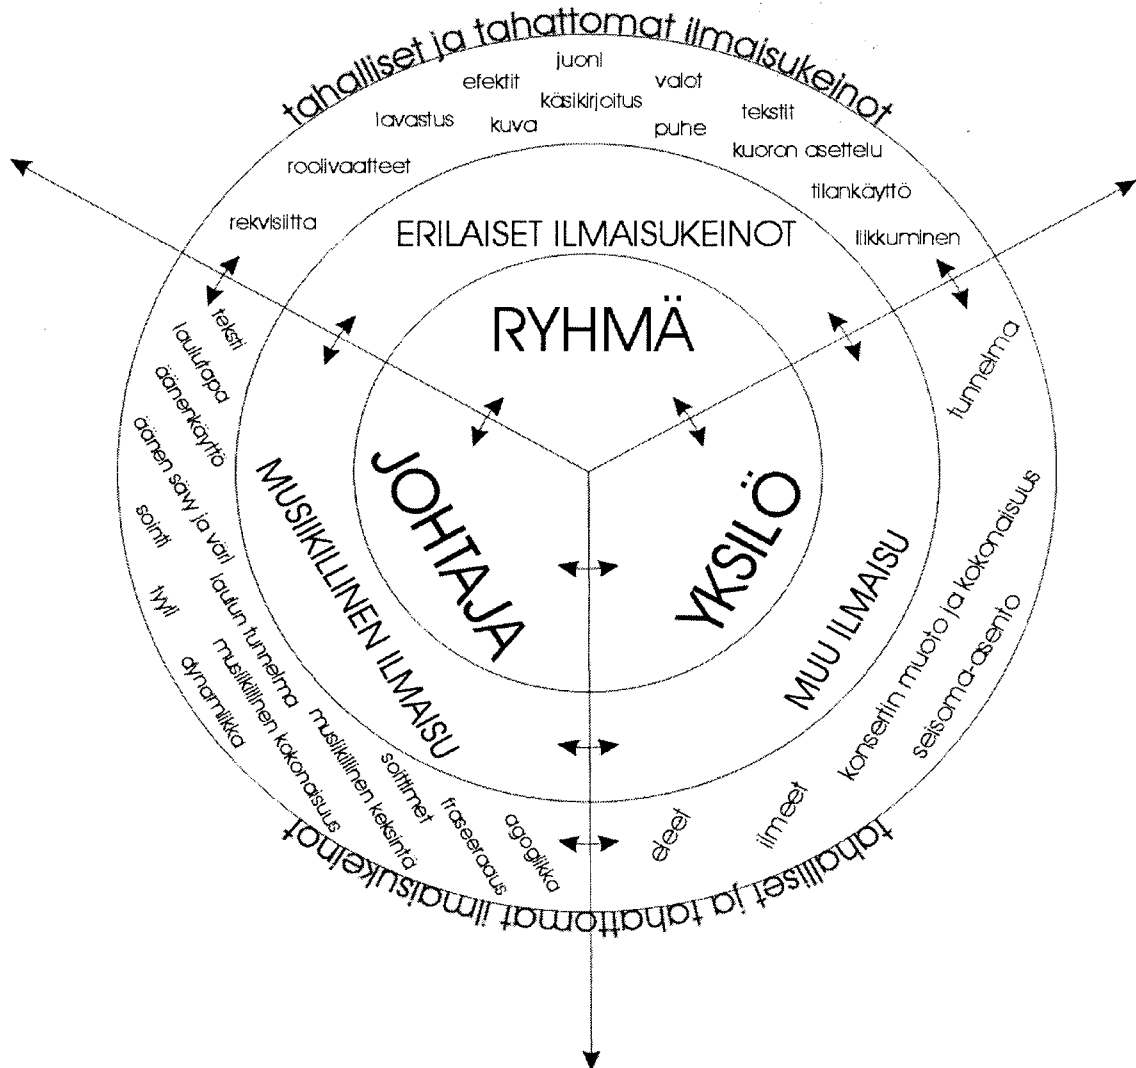 tahalliset ja tahattomat ilmaisukeinot
juoni
efektit
valot
käsikirjoitus
lavastus
kuva
puhe
tekstit
kuoron asettelu
roolivaatteet
tilankäyttö
rekvisiitta
liikkuminen
ERILAISET ILMAISUKEINOT
RYHMÄ
JOHTAJA
YKSILÖ
MUSIIKILLINEN ILMAISU
MUU ILMAISU
teksti
laulutapa
äänenkäyttö
äänen sävy ja väri
sointi
tyyli
laulun tunnelma
dynamiikka
musiikillinen kokonaisuus
musiikillinen keksintä
soittimet
fraseeraaus
agogiikka
tunnelma
konsertin muoto ja kokonaisuus
seisoma-asento
ilmeet
eleet
tahalliset ja tahattomat ilmaisukeinot